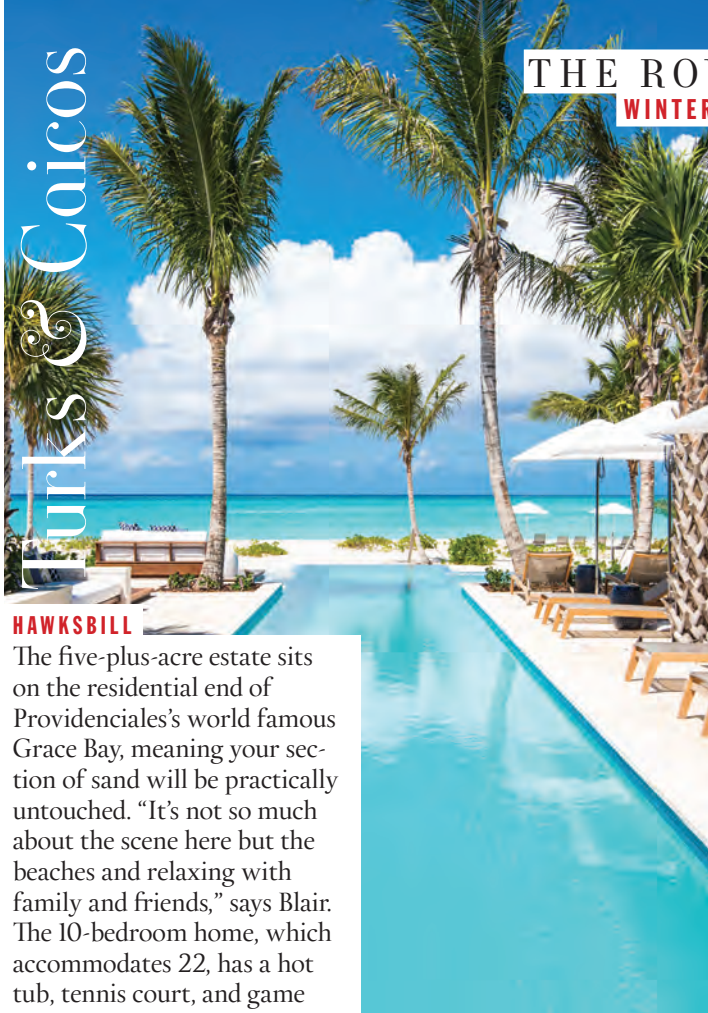 Turks & Caicos
THE RO
WINTER
HAWKSBILL
The five-plus-acre estate sits
on the residential end of
Providenciales's world famous
Grace Bay, meaning your sec-
tion of sand will be practically
untouched. “It's not so much
about the scene here but the
beaches and relaxing with
family and friends,” says Blair.
The 10-bedroom home, which
accommodates 22, has a hot
tub, tennis court, and game